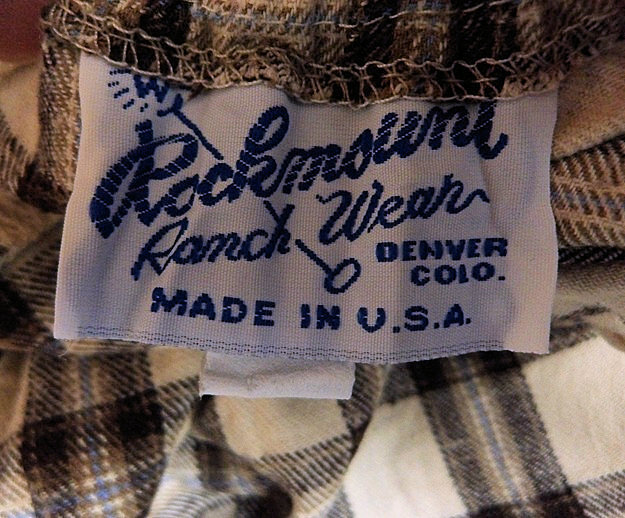 Rockmount
Ranch Wear
DENVER
COLO.
MADE IN U.S.A.